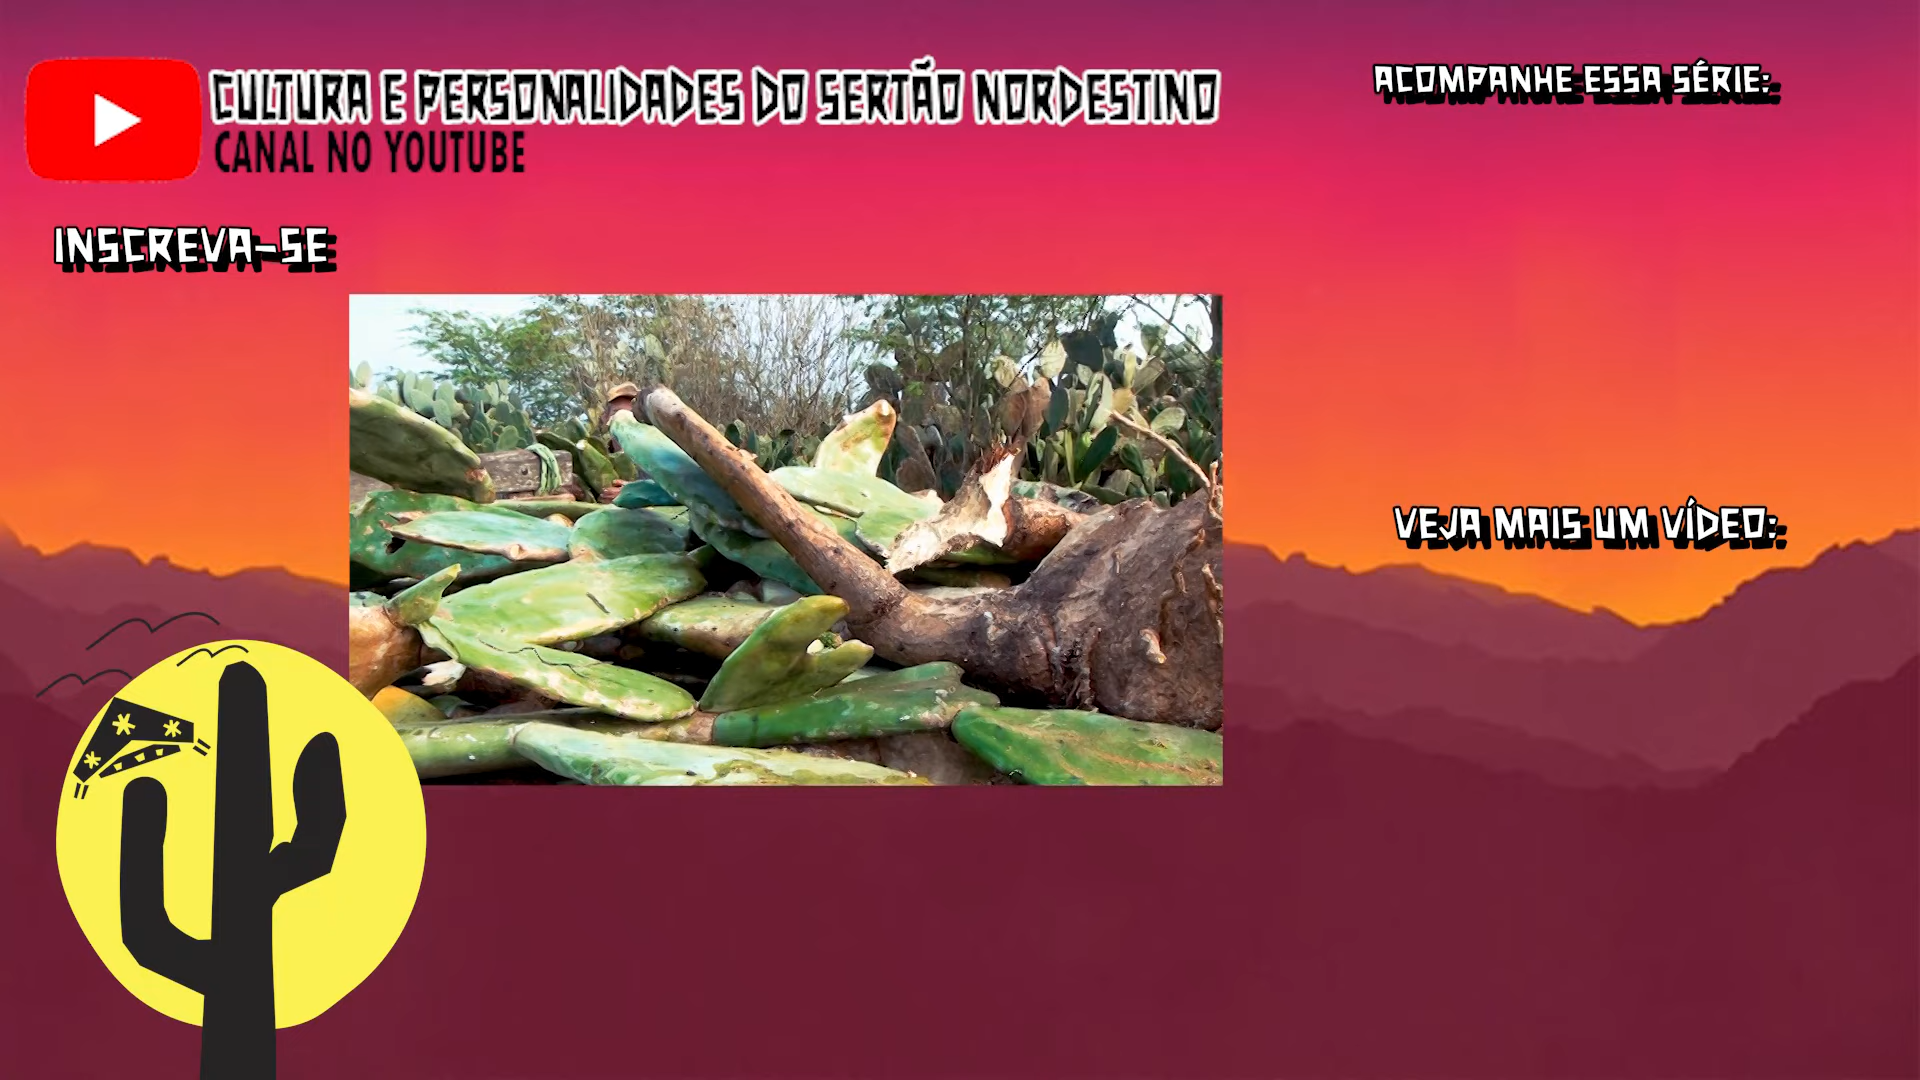 CULTURA E PERSONALIDADES DO SERTÃO NORDESTINO
CANAL NO YOUTUBE
INSCREVA-SE
ACOMPANHE ESSA SÉRIE:
VEJA MAIS UM VÍDEO: